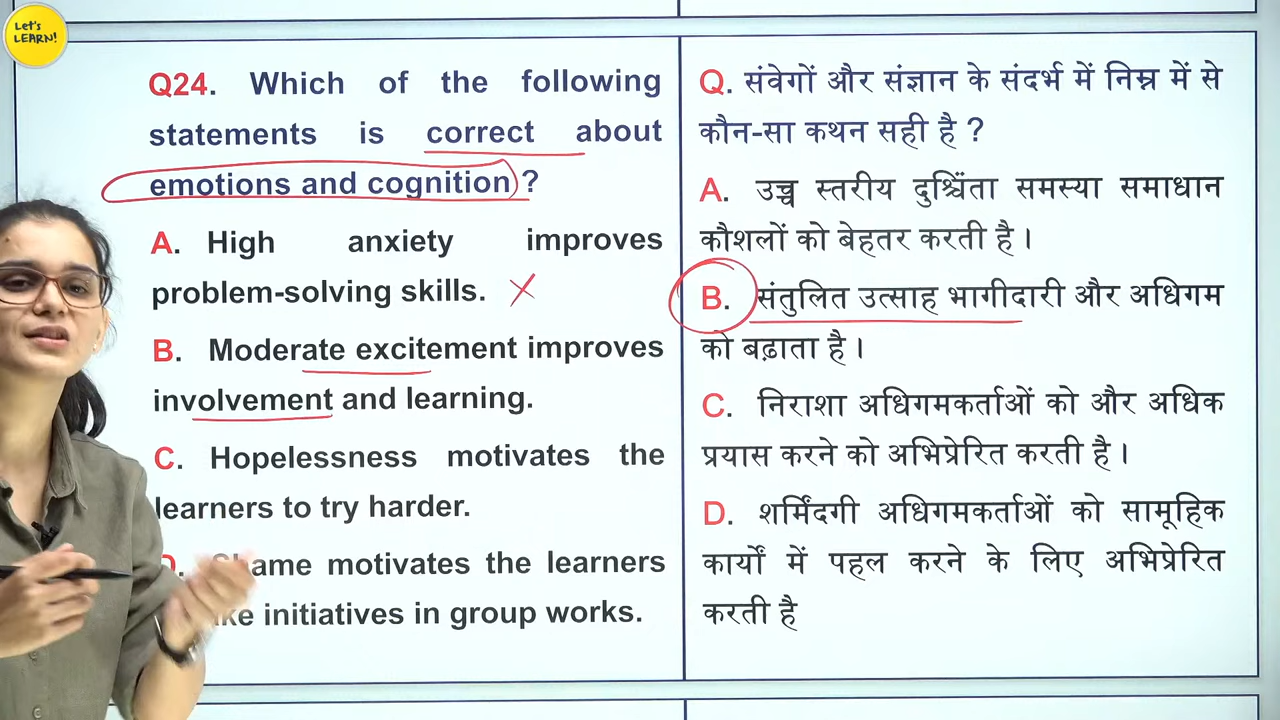 Let's
LEARN!
Q24. Which of the following
statements is correct about
emotions and cognition ?
A. High anxiety improves
problem-solving skills.
B. Moderate excitement improves
involvement and learning.
C. Hopelessness motivates the
learners to try harder.
motivates the learners
initiatives in group works.
Q. संवेगों और संज्ञान के संदर्भ में निम्न में से
कौन-सा कथन सही है ?
A. उच्च स्तरीय दुश्चिंता समस्या समाधान
कौशलों को बेहतर करती है।
B. संतुलित उत्साह भागीदारी और अधिगम
को बढ़ाता है।
C. निराशा अधिगमकर्ताओं को और अधिक
प्रयास करने को अभिप्रेरित करती है।
D. शर्मिंदगी अधिगमकर्ताओं को सामूहिक
कार्यों में पहल करने के लिए अभिप्रेरित
करती है